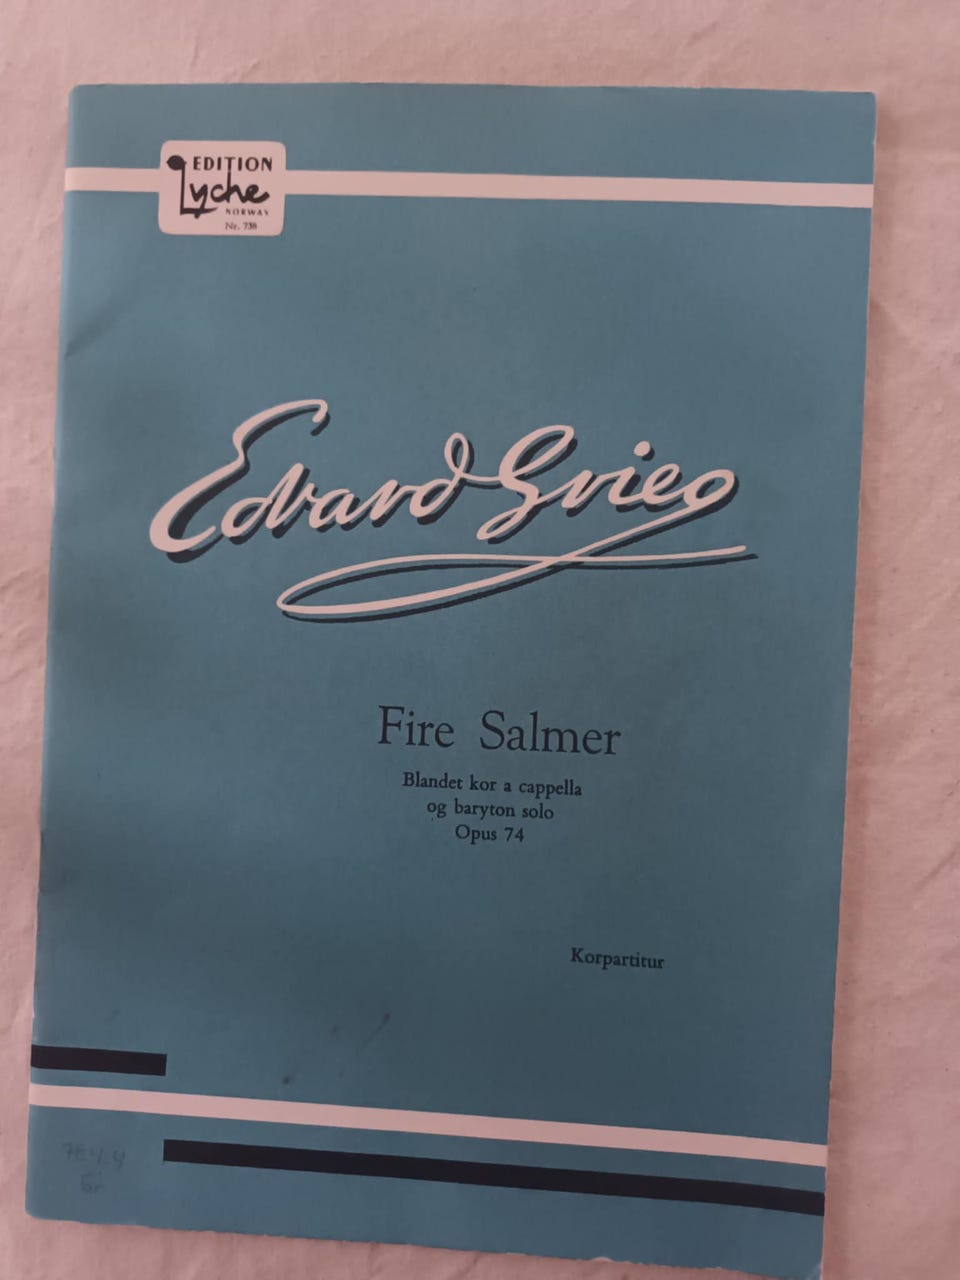 EDITION
Lyche
NORWAY
Nr. 738
Edvard Grieg
Fire Salmer
Blandet kor a cappella
og baryton solo
Opus 74
Korpartitur